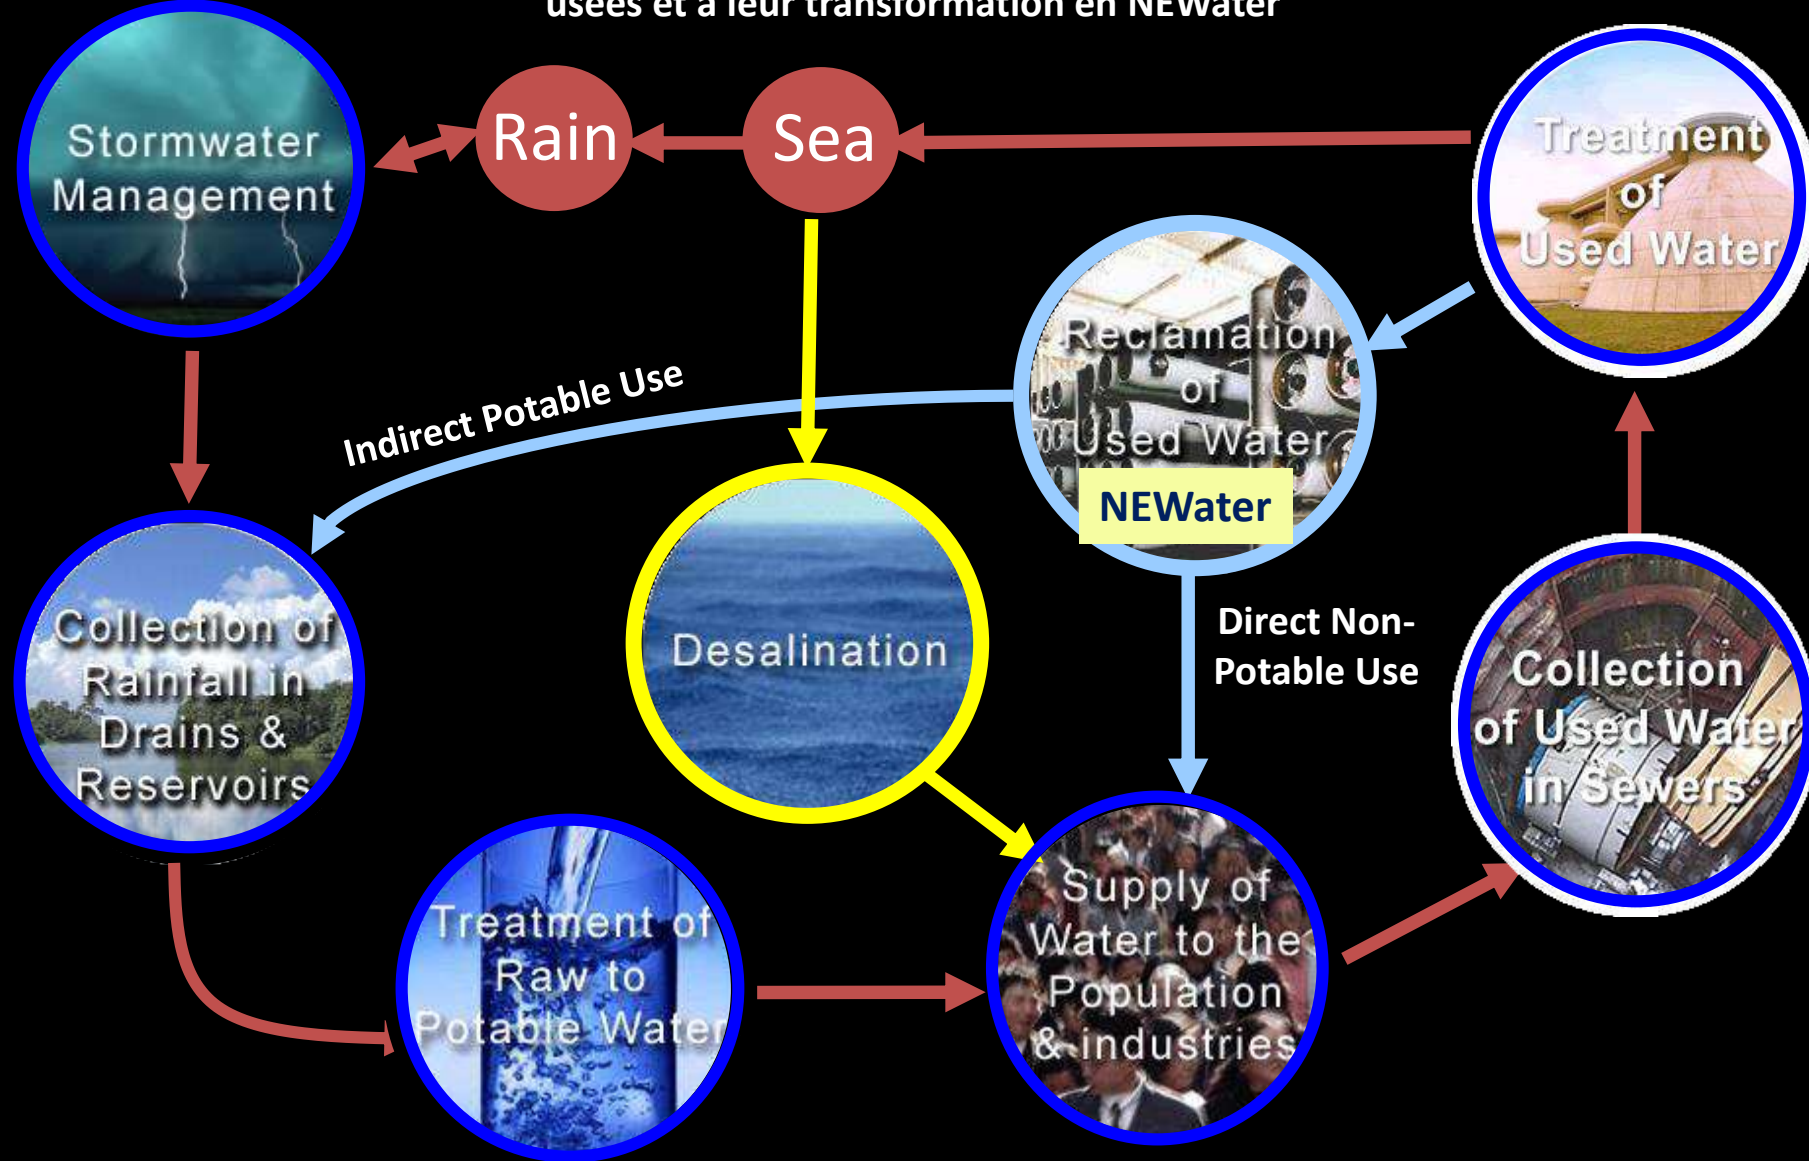 usées et à leur transformation en NEWater
Stormwater
Management
Rain
Sea
Treatment
of
Used Water
Reclamation
of
Used Water
NEWater
Indirect Potable Use
Collection of
Rainfall in
Drains &
Reservoirs
Desalination
Direct Non-
Potable Use
Collection
of Used Water
in Sewers
Treatment of
Raw to
Potable Water
Supply of
Water to the
Population
& industries